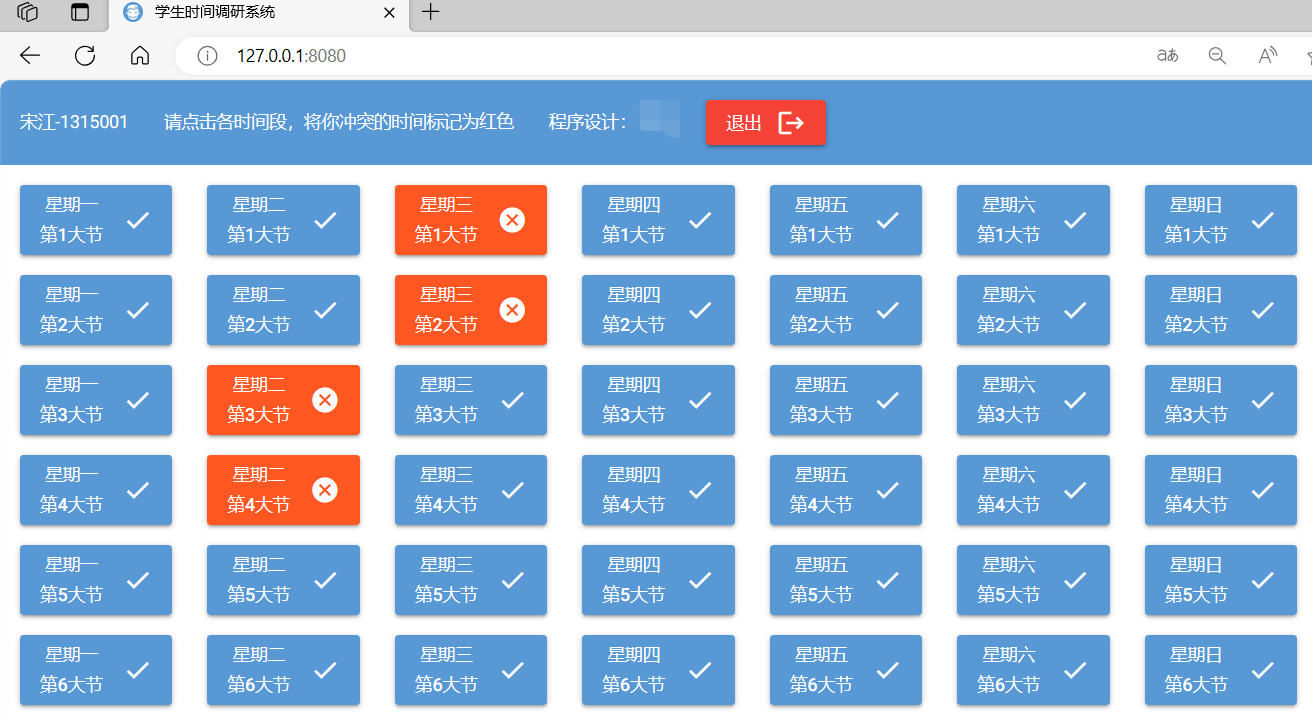 学生时间调研系统
127.0.0.1:8080
aあ
A
宋江-1315001 请点击各时间段，将你冲突的时间标记为红色 程序设计： 退出
星期一 星期二 星期三 星期四 星期五 星期六 星期日
第1大节 第1大节 第1大节 第1大节 第1大节 第1大节 第1大节
星期一 星期二 星期三 星期四 星期五 星期六 星期日
第2大节 第2大节 第2大节 第2大节 第2大节 第2大节 第2大节
星期一 星期二 星期三 星期四 星期五 星期六 星期日
第3大节 第3大节 第3大节 第3大节 第3大节 第3大节 第3大节
星期一 星期二 星期三 星期四 星期五 星期六 星期日
第4大节 第4大节 第4大节 第4大节 第4大节 第4大节 第4大节
星期一 星期二 星期三 星期四 星期五 星期六 星期日
第5大节 第5大节 第5大节 第5大节 第5大节 第5大节 第5大节
星期一 星期二 星期三 星期四 星期五 星期六 星期日
第6大节 第6大节 第6大节 第6大节 第6大节 第6大节 第6大节